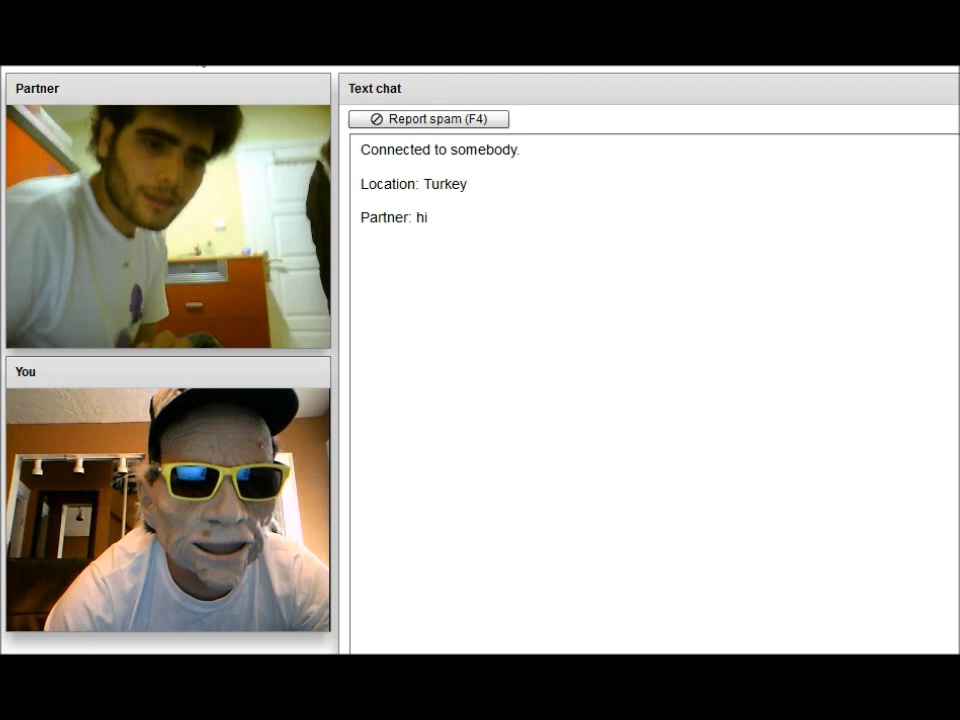 Partner
Text chat
Report spam (F4)
Connected to somebody.
Location: Turkey
Partner: hi
You